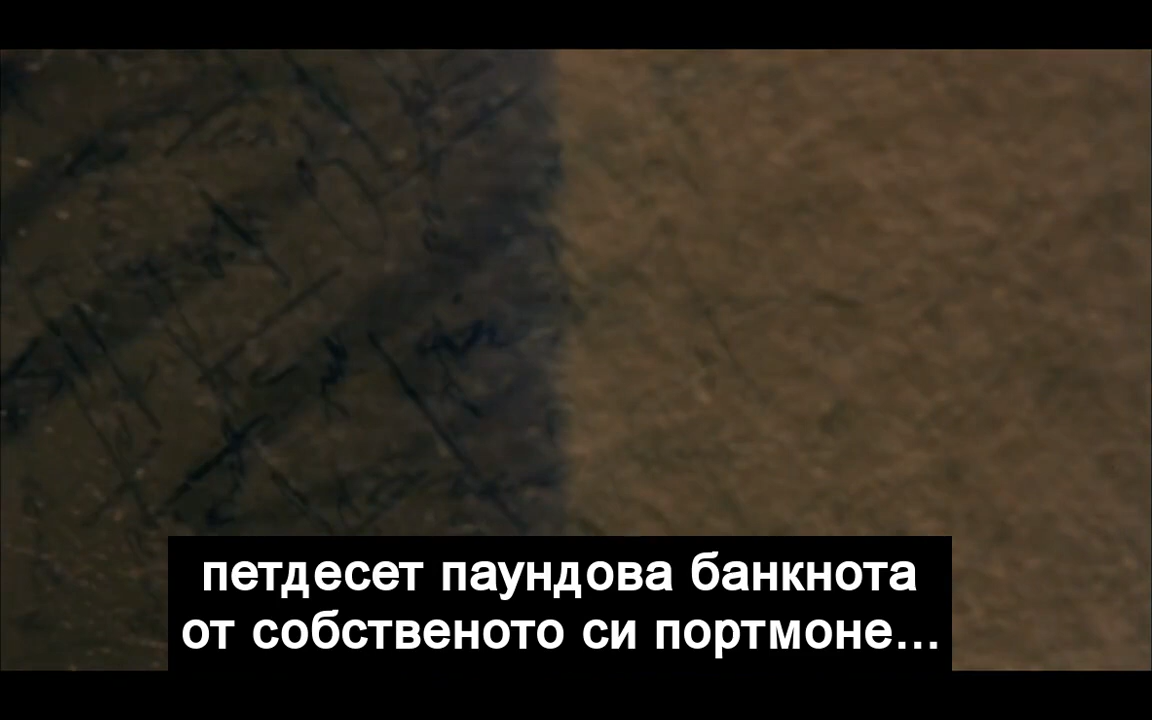 петдесет паундова банкнота
от собственото си портмоне...